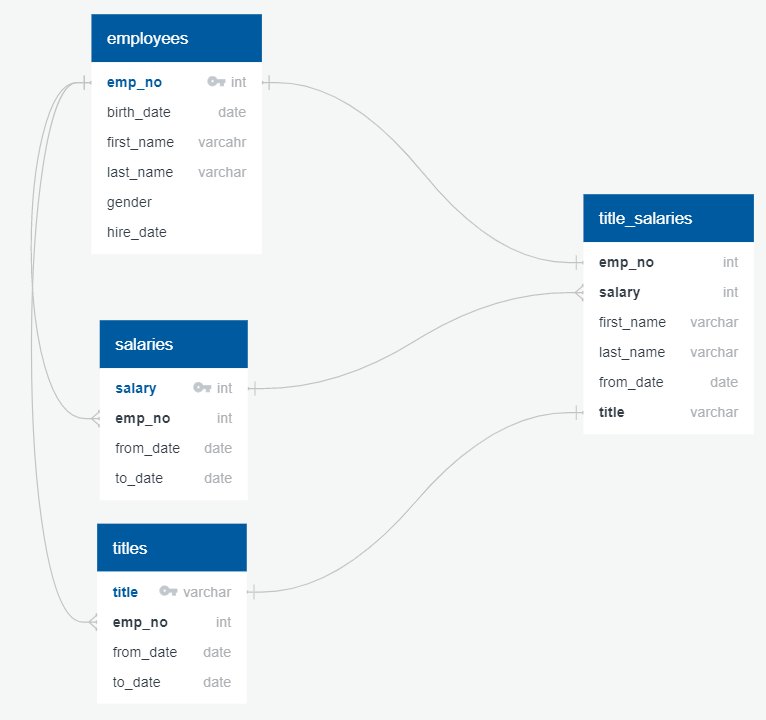 employees
emp_no int
birth_date date
first_name varcahr
last_name varchar
gender
hire_date
salaries
salary int
emp_no int
from_date date
to_date date
titles
title varchar
emp_no int
from_date date
to_date date
title_salaries
emp_no int
salary int
first_name varchar
last_name varchar
from_date date
title varchar